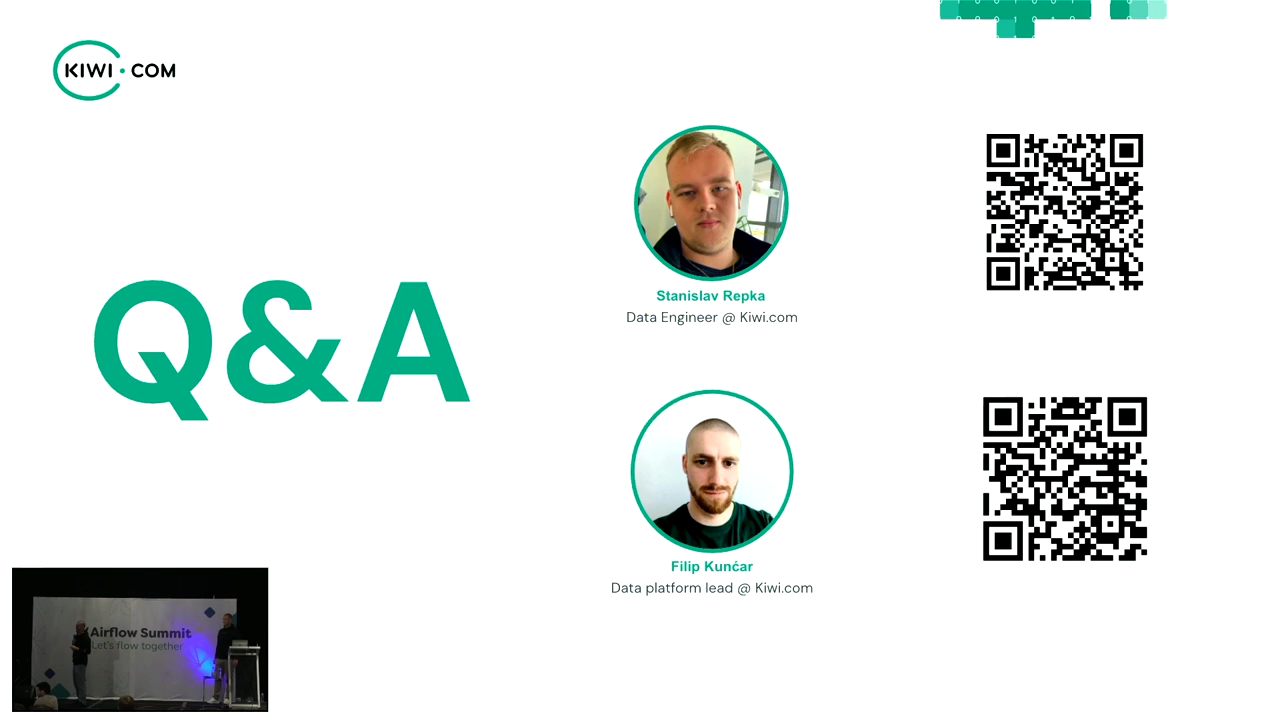 KIWI.COM
Q&A
Stanislav Repka
Data Engineer @ Kiwi.com
Filip Kunćar
Data platform lead @ Kiwi.com
Airflow Summit
Let's flow together